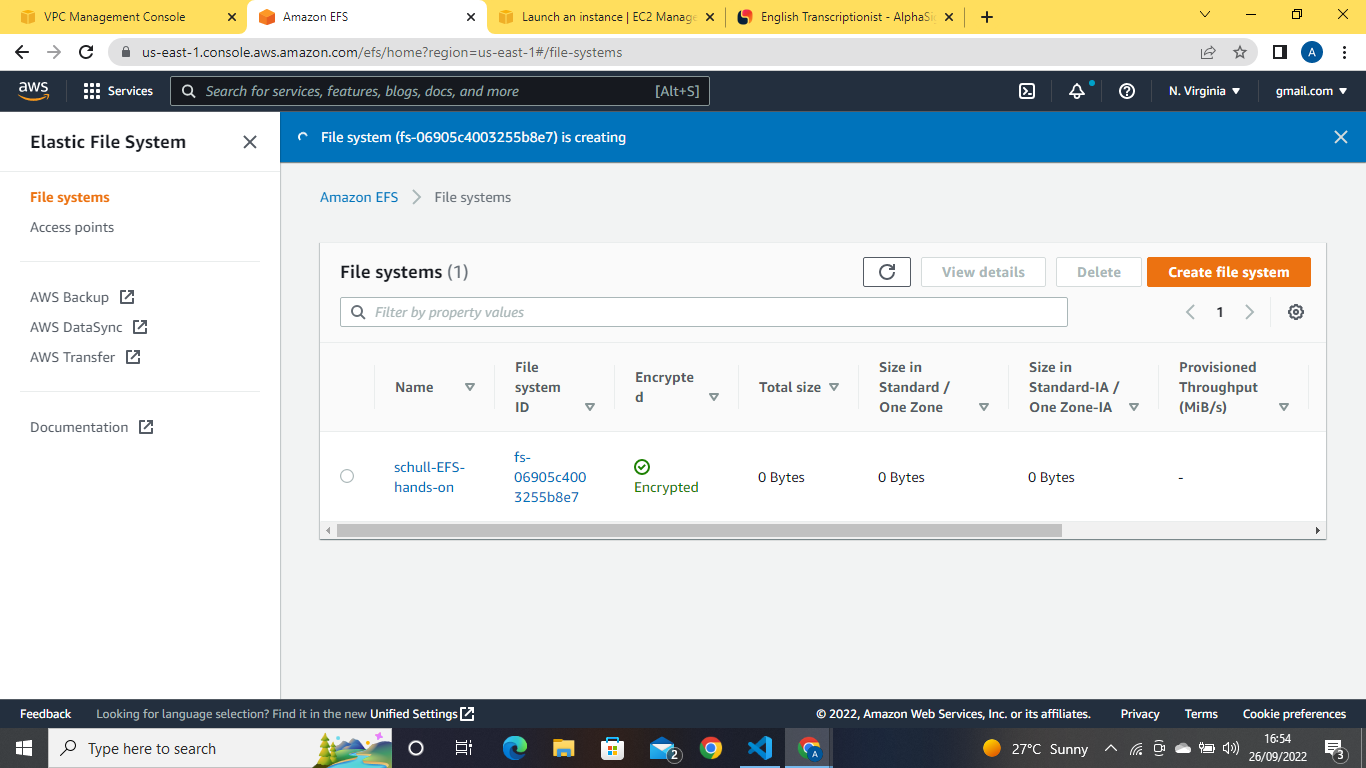 VPC Management Console
Amazon EFS
Launch an instance | EC2 Manage
English Transcriptionist - AlphaSi
us-east-1.console.aws.amazon.com/efs/home?region=us-east-1#/file-systems
A
aws
Services
Search for services, features, blogs, docs, and more
[Alt+S]
N. Virginia
gmail.com
Elastic File System
File systems
Access points
AWS Backup
AWS DataSync
AWS Transfer
Documentation
File system (fs-06905c4003255b8e7) is creating
Amazon EFS
File systems
File systems (1)
View details
Delete
Create file system
Filter by property values
1
Name
File
system
ID
Encrypte
d
Total size
Size in
Standard /
One Zone
Size in
Standard-IA /
One Zone-IA
Provisioned
Throughput
(MiB/s)
schull-EFS-
hands-on
fs-
06905c400
3255b8e7
Encrypted
0 Bytes
0 Bytes
0 Bytes
-
Feedback
Looking for language selection? Find it in the new Unified Settings
© 2022, Amazon Web Services, Inc. or its affiliates.
Privacy
Terms
Cookie preferences
Type here to search
2
A
27°C Sunny
16:54
26/09/2022
3